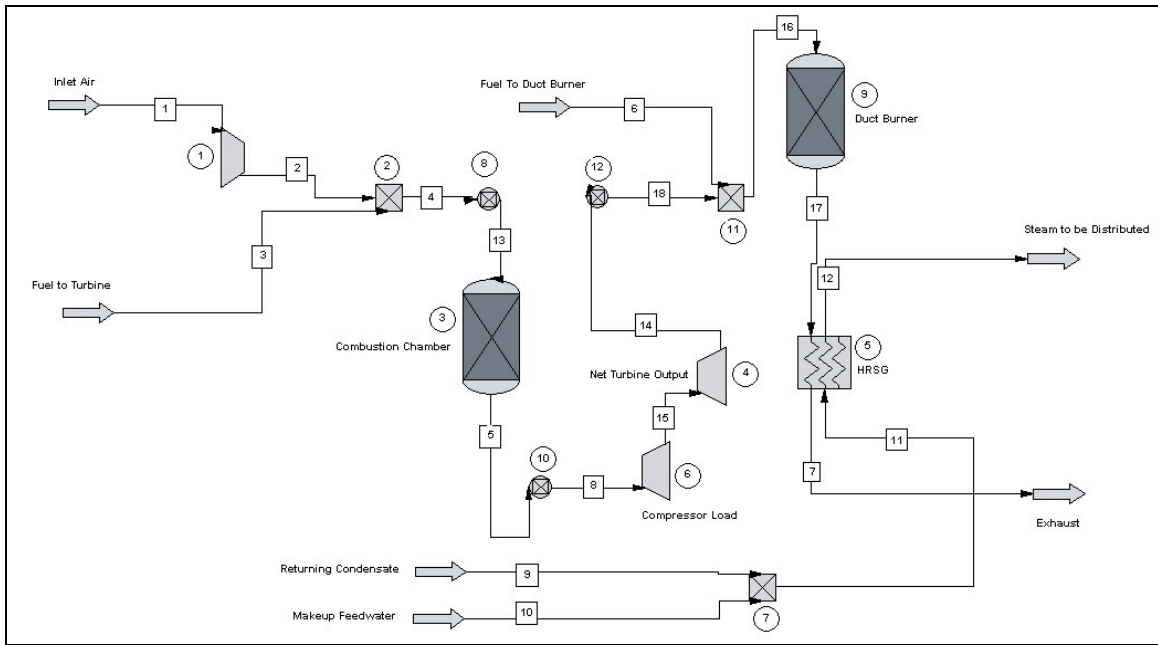 16
Inlet Air
Fuel To Duct Burner
9
1
6
Duct Burner
1
2
2
8
12
4
18
11
17
13
Steam to be Distributed
3
12
Fuel to Turbine
3
Combustion Chamber
14
5
HRSG
Net Turbine Output
4
15
5
11
10
8
6
7
Compressor Load
Exhaust
Returning Condensate
9
Makeup Feedwater
10
7